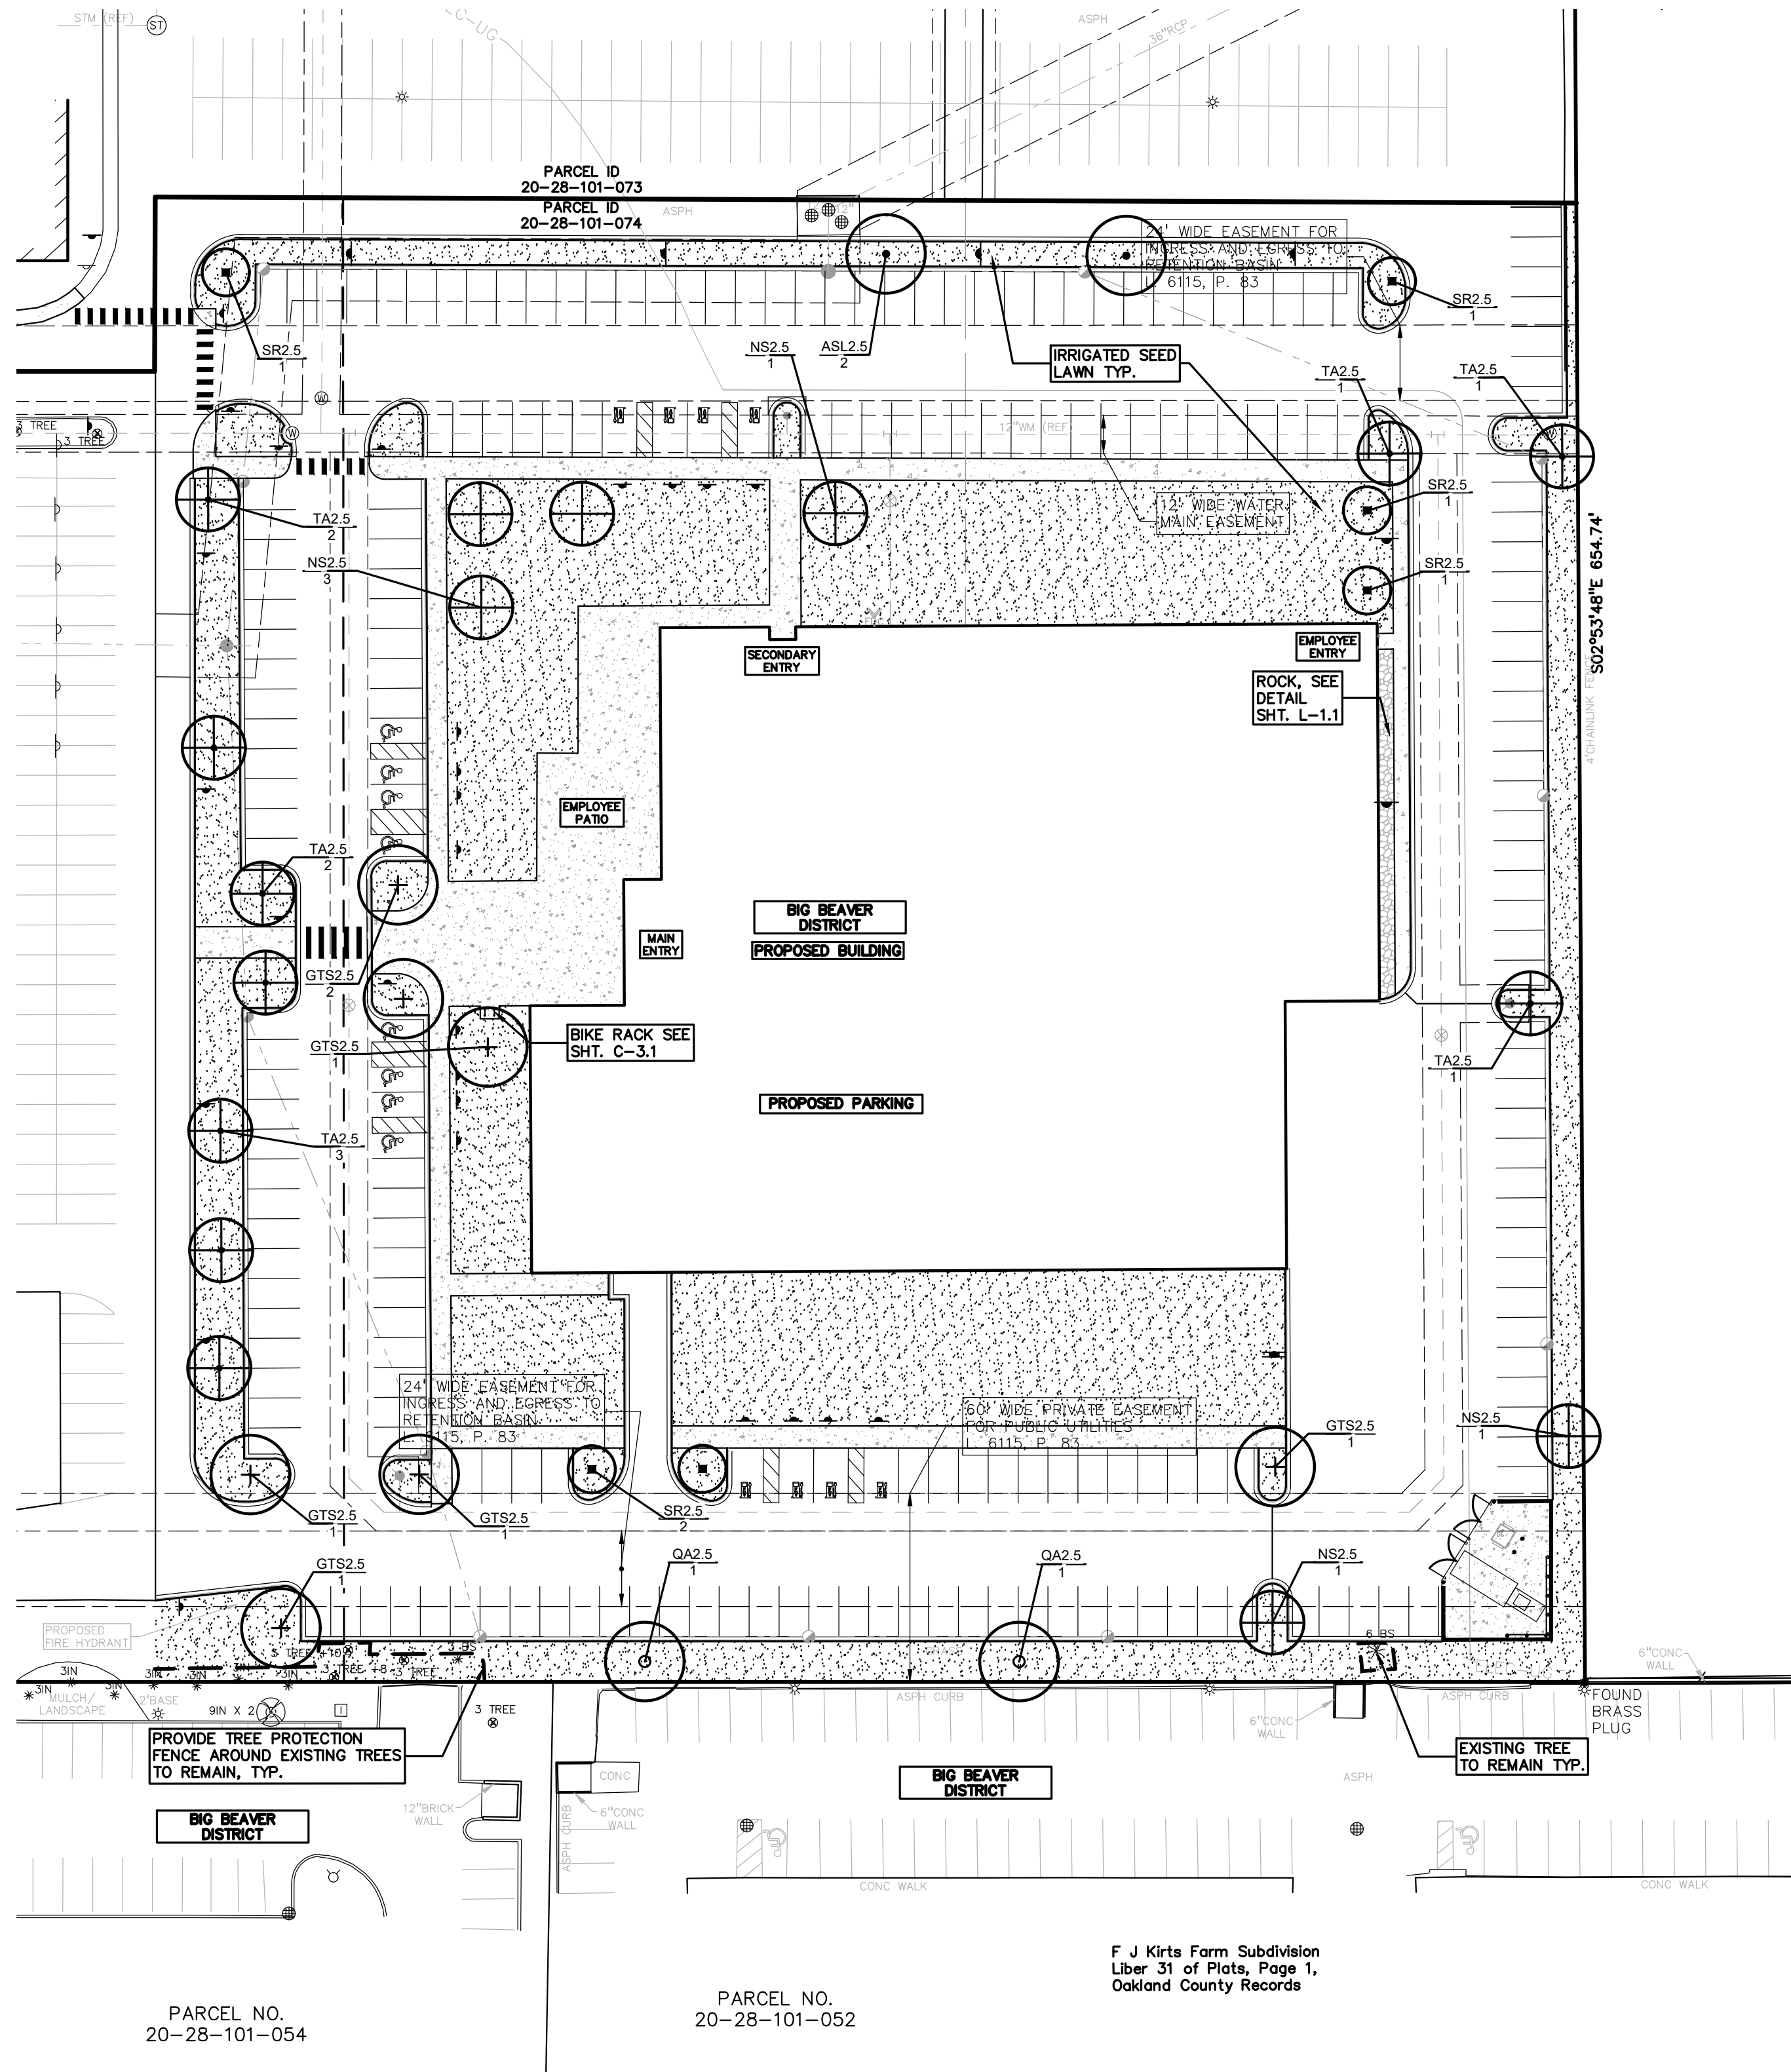 STM (REF)
ST
C-UG
ASPH
36"RCP
PARCEL ID
20-28-101-073
PARCEL ID
20-28-101-074
ASPH
24' WIDE EASEMENT FOR
INGRESS AND EGRESS TO
RETENTION BASIN
6115, P. 83
SR2.5
1
SR2.5
1
NS2.5
1
ASL2.5
2
IRRIGATED SEED
LAWN TYP.
TA2.5
1
TA2.5
1
W
W
W
3 TREE
3 TREE
12"WM (REF)
TA2.5
2
NS2.5
3
12' WIDE WATER
MAIN EASEMENT
SR2.5
1
SR2.5
1
S02°53'48"E 654.74'
4'CHAINLINK FENCE
SECONDARY
ENTRY
EMPLOYEE
ENTRY
ROCK, SEE
DETAIL
SHT. L-1.1
EMPLOYEE
PATIO
TA2.5
2
BIG BEAVER
DISTRICT
PROPOSED BUILDING
MAIN
ENTRY
GTS2.5
2
BIKE RACK SEE
SHT. C-3.1
GTS2.5
1
TA2.5
1
PROPOSED PARKING
TA2.5
3
24' WIDE EASEMENT FOR
INGRESS AND EGRESS TO
RETENTION BASIN
L. 6115, P. 83
60' WIDE PRIVATE EASEMENT
FOR PUBLIC UTILITIES
L. 6115, P. 83
GTS2.5
1
NS2.5
1
GTS2.5
1
GTS2.5
1
SR2.5
2
QA2.5
1
QA2.5
1
NS2.5
1
GTS2.5
1
PROPOSED
FIRE HYDRANT
3 BS
6 BS
3 TREE
3IN
3IN
3IN
3IN
3IN
3IN
3IN
MULCH/
LANDSCAPE
2'BASE
9IN X 2
I
3 TREE
ASPH CURB
6"CONC
WALL
ASPH CURB
6"CONC
WALL
FOUND
BRASS
PLUG
PROVIDE TREE PROTECTION
FENCE AROUND EXISTING TREES
TO REMAIN, TYP.
EXISTING TREE
TO REMAIN TYP.
CONC
BIG BEAVER
DISTRICT
ASPH
BIG BEAVER
DISTRICT
12"BRICK
WALL
ASPH CURB
6"CONC
WALL
CONC WALK
CONC WALK
F J Kirts Farm Subdivision
Liber 31 of Plats, Page 1,
Oakland County Records
PARCEL NO.
20-28-101-054
PARCEL NO.
20-28-101-052